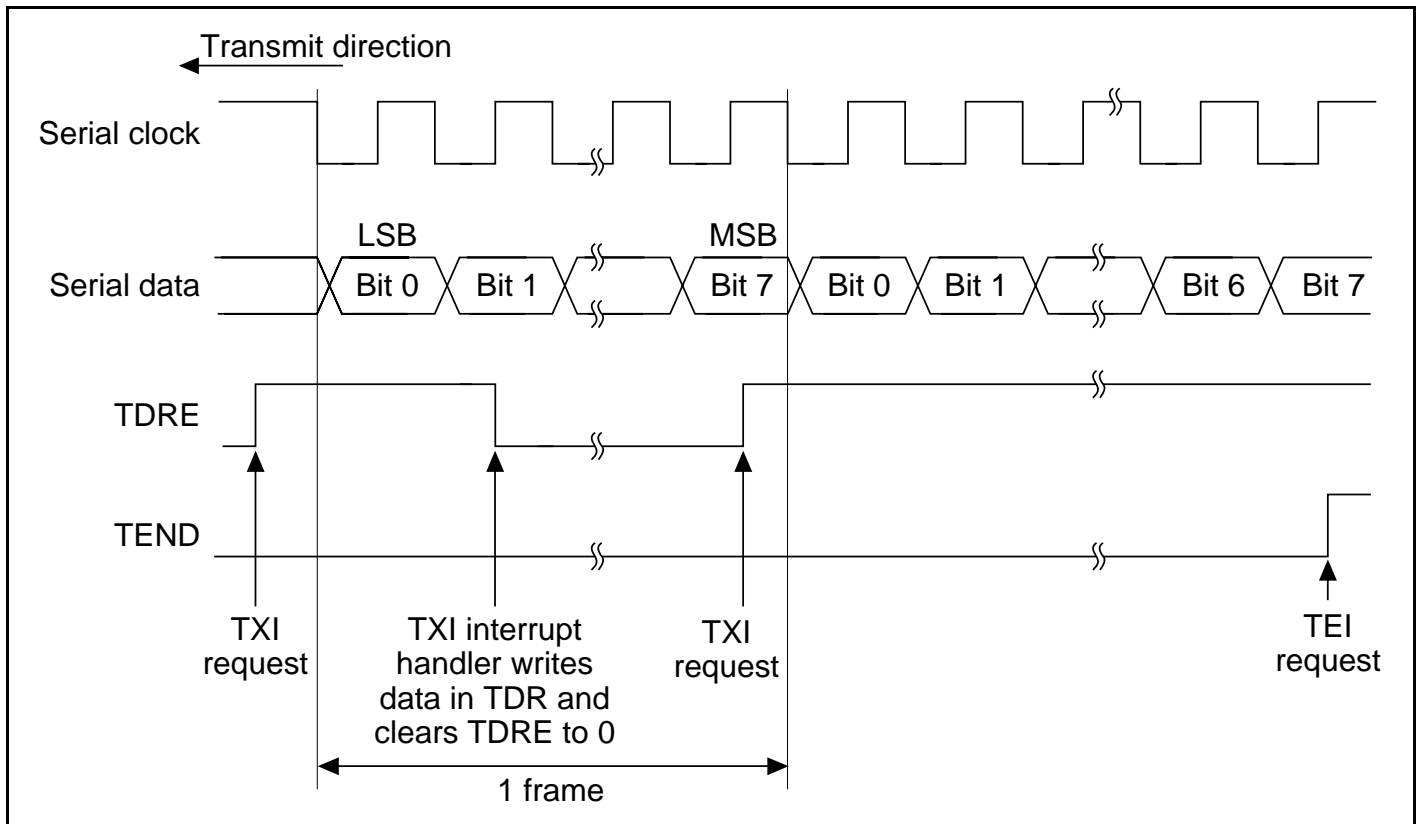 Transmit direction
Serial clock
LSB
MSB
Serial data
Bit 0
Bit 1
Bit 7
Bit 0
Bit 1
Bit 6
Bit 7
TDRE
TEND
TXI
request
TXI interrupt
handler writes
data in TDR and
clears TDRE to 0
TXI
request
TEI
request
1 frame